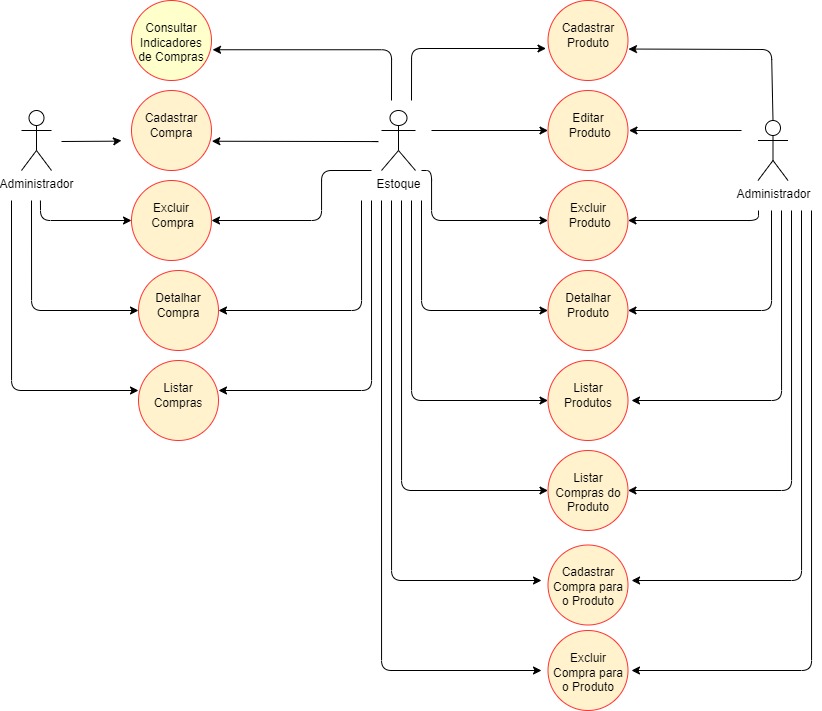 Consultar
Indicadores
de Compras
Cadastrar
Produto
Cadastrar
Compra
Editar
Produto
Administrador
Estoque
Administrador
Excluir
Compra
Excluir
Produto
Detalhar
Compra
Detalhar
Produto
Listar
Compras
Listar
Produtos
Listar
Compras do
Produto
Cadastrar
Compra para
o Produto
Excluir
Compra para
o Produto